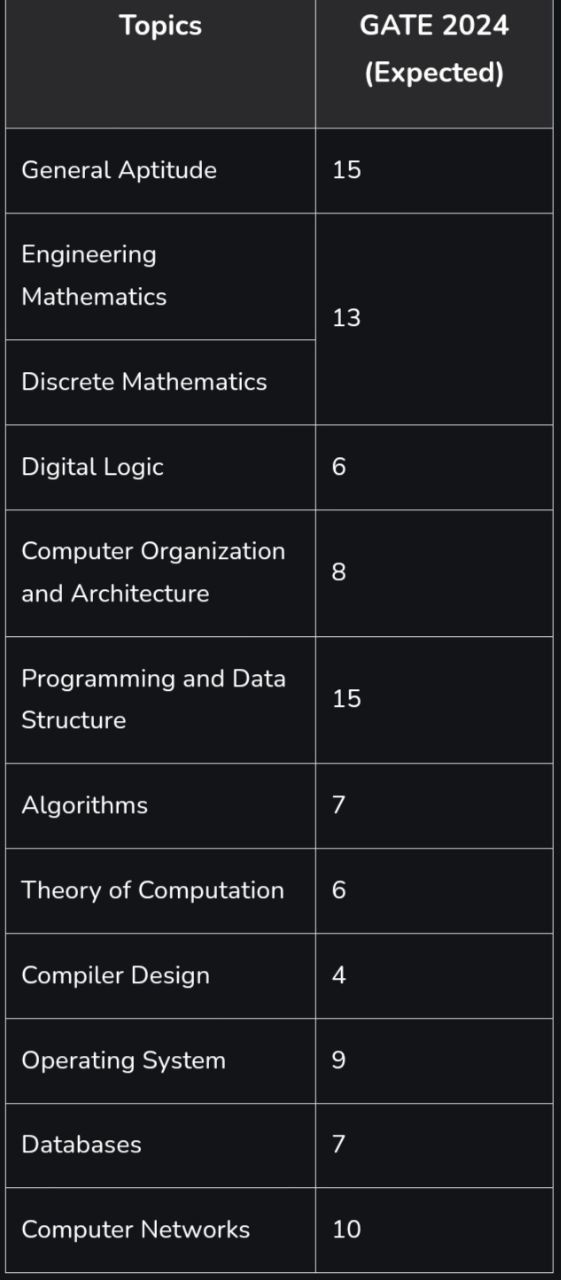 Topics
GATE 2024
(Expected)
General Aptitude
15
Engineering
Mathematics
13
Discrete Mathematics
Digital Logic
6
Computer Organization
and Architecture
8
Programming and Data
Structure
15
Algorithms
7
Theory of Computation
6
Compiler Design
4
Operating System
9
Databases
7
Computer Networks
10